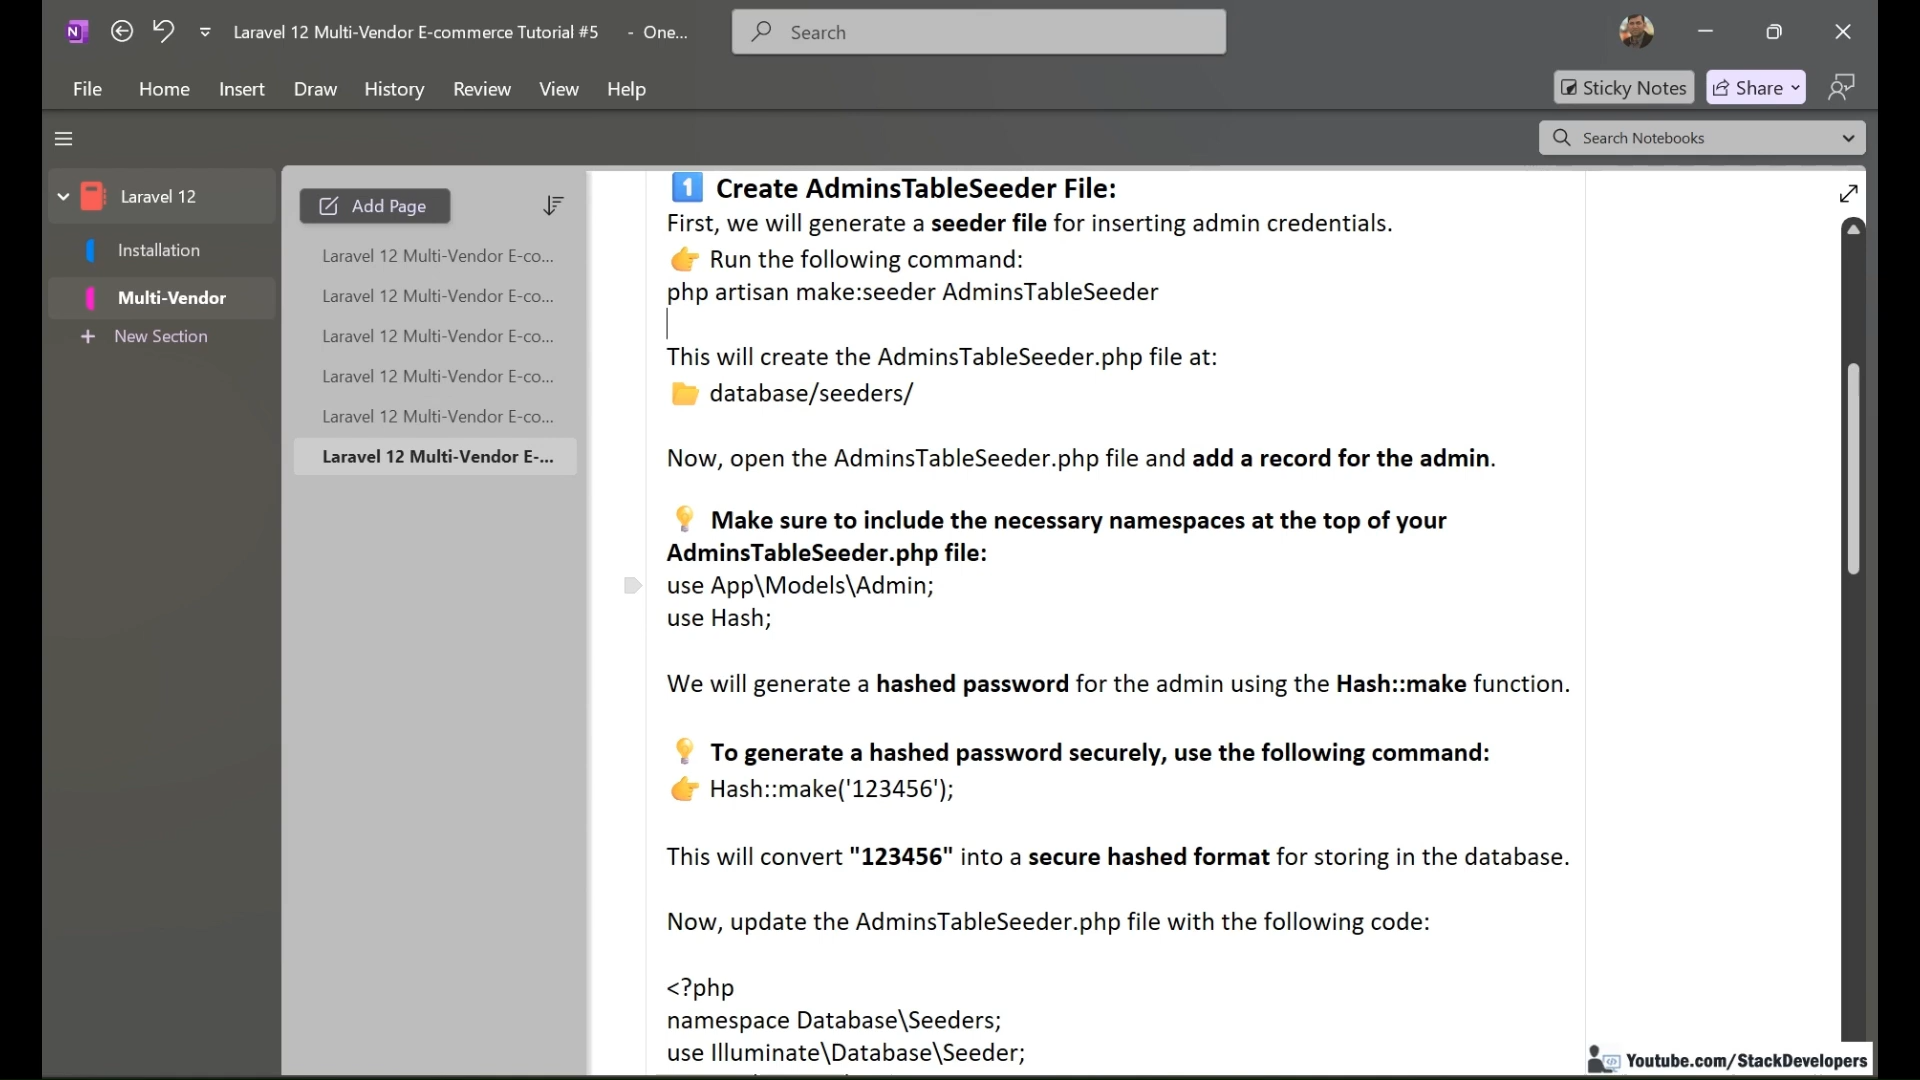 Laravel 12 Multi-Vendor E-commerce Tutorial #5 - One...
Search
File Home Insert Draw History Review View Help
Sticky Notes
Share
Search Notebooks
Laravel 12
Installation
Multi-Vendor
New Section
Add Page
Laravel 12 Multi-Vendor E-co...
Laravel 12 Multi-Vendor E-co...
Laravel 12 Multi-Vendor E-co...
Laravel 12 Multi-Vendor E-co...
Laravel 12 Multi-Vendor E-co...
Laravel 12 Multi-Vendor E-...
1 Create AdminsTableSeeder File:
First, we will generate a seeder file for inserting admin credentials.
👉 Run the following command:
php artisan make:seeder AdminsTableSeeder
This will create the AdminsTableSeeder.php file at:
📂 database/seeders/
Now, open the AdminsTableSeeder.php file and add a record for the admin.
💡 Make sure to include the necessary namespaces at the top of your
AdminsTableSeeder.php file:
use App\Models\Admin;
use Hash;
We will generate a hashed password for the admin using the Hash::make function.
💡 To generate a hashed password securely, use the following command:
👉 Hash::make('123456');
This will convert "123456" into a secure hashed format for storing in the database.
Now, update the AdminsTableSeeder.php file with the following code:
<?php
namespace Database\Seeders;
use Illuminate\Database\Seeder;
Youtube.com/StackDevelopers